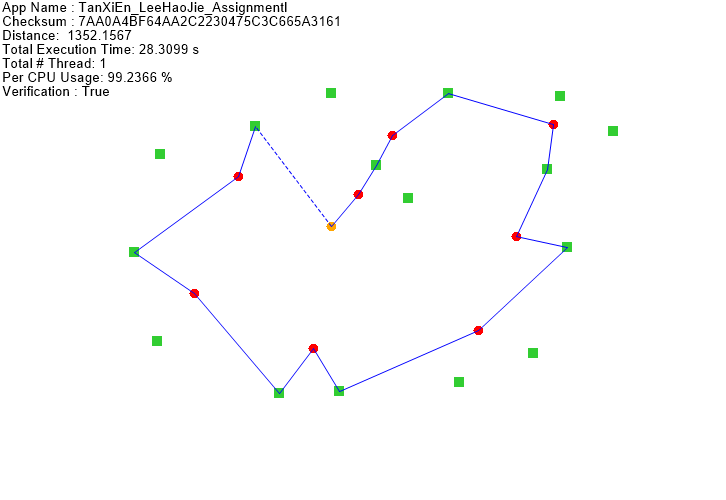 App Name : TanXiEn_LeeHaoJie_AssignmentI
Checksum : 7AA0A4BF64AA2C2230475C3C665A3161
Distance:  1352.1567
Total Execution Time: 28.3099 s
Total # Thread: 1
Per CPU Usage: 99.2366 %
Verification : True